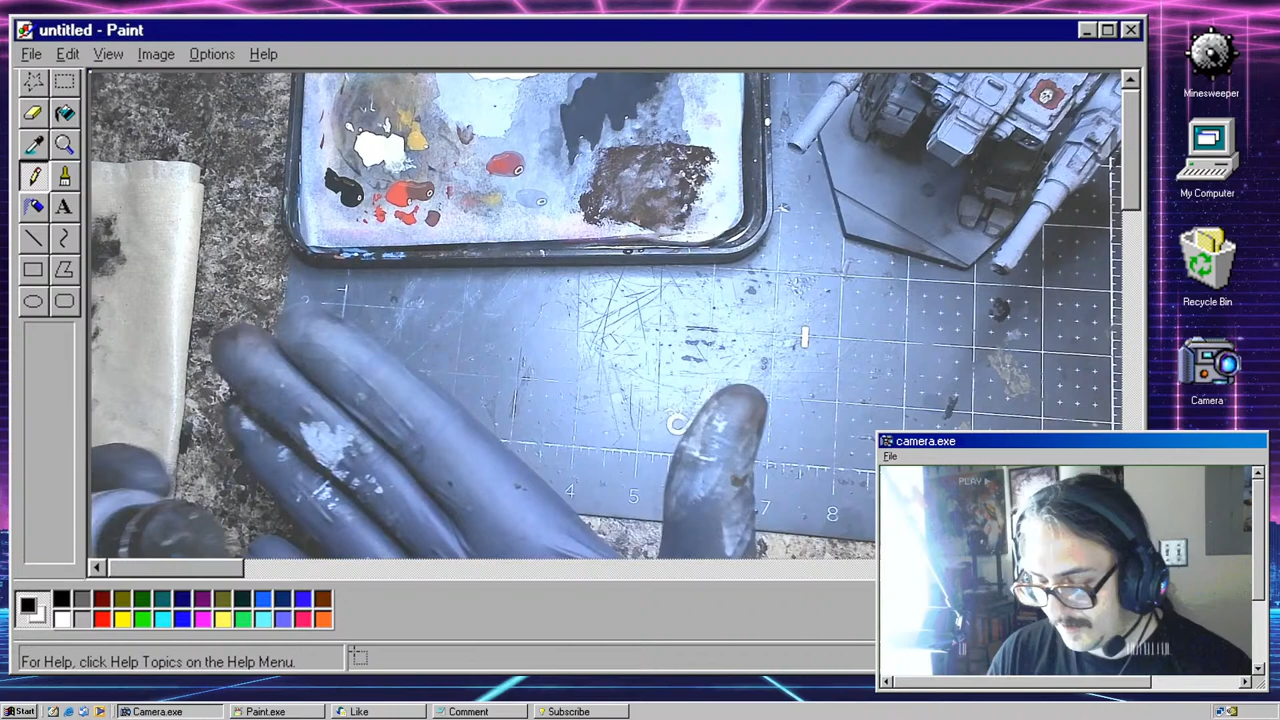 untitled - Paint
File Edit View Image Options Help
Minesweeper
My Computer
Recycle Bin
Camera
4 5 7 8
camera.exe
File
PLAY
For Help, click Help Topics on the Help Menu.
Start Camera.exe Paint.exe Like Comment Subscribe